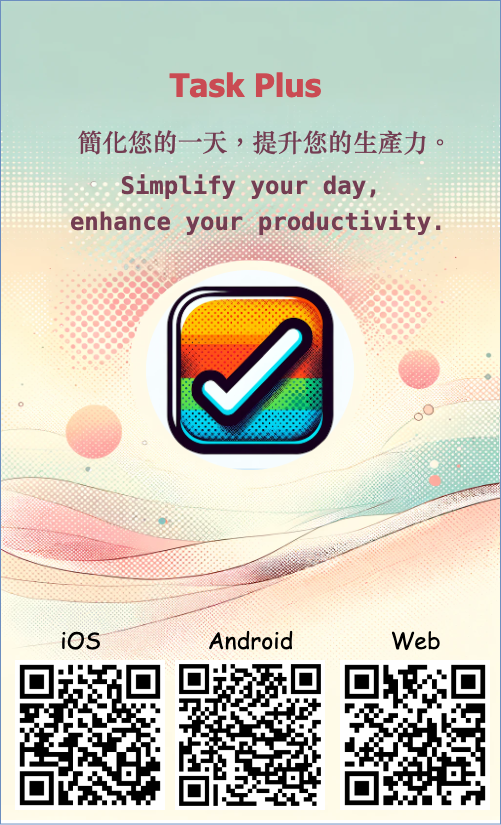 Task Plus
簡化您的一天，提升您的生產力。
Simplify your day,
enhance your productivity.
iOS Android Web